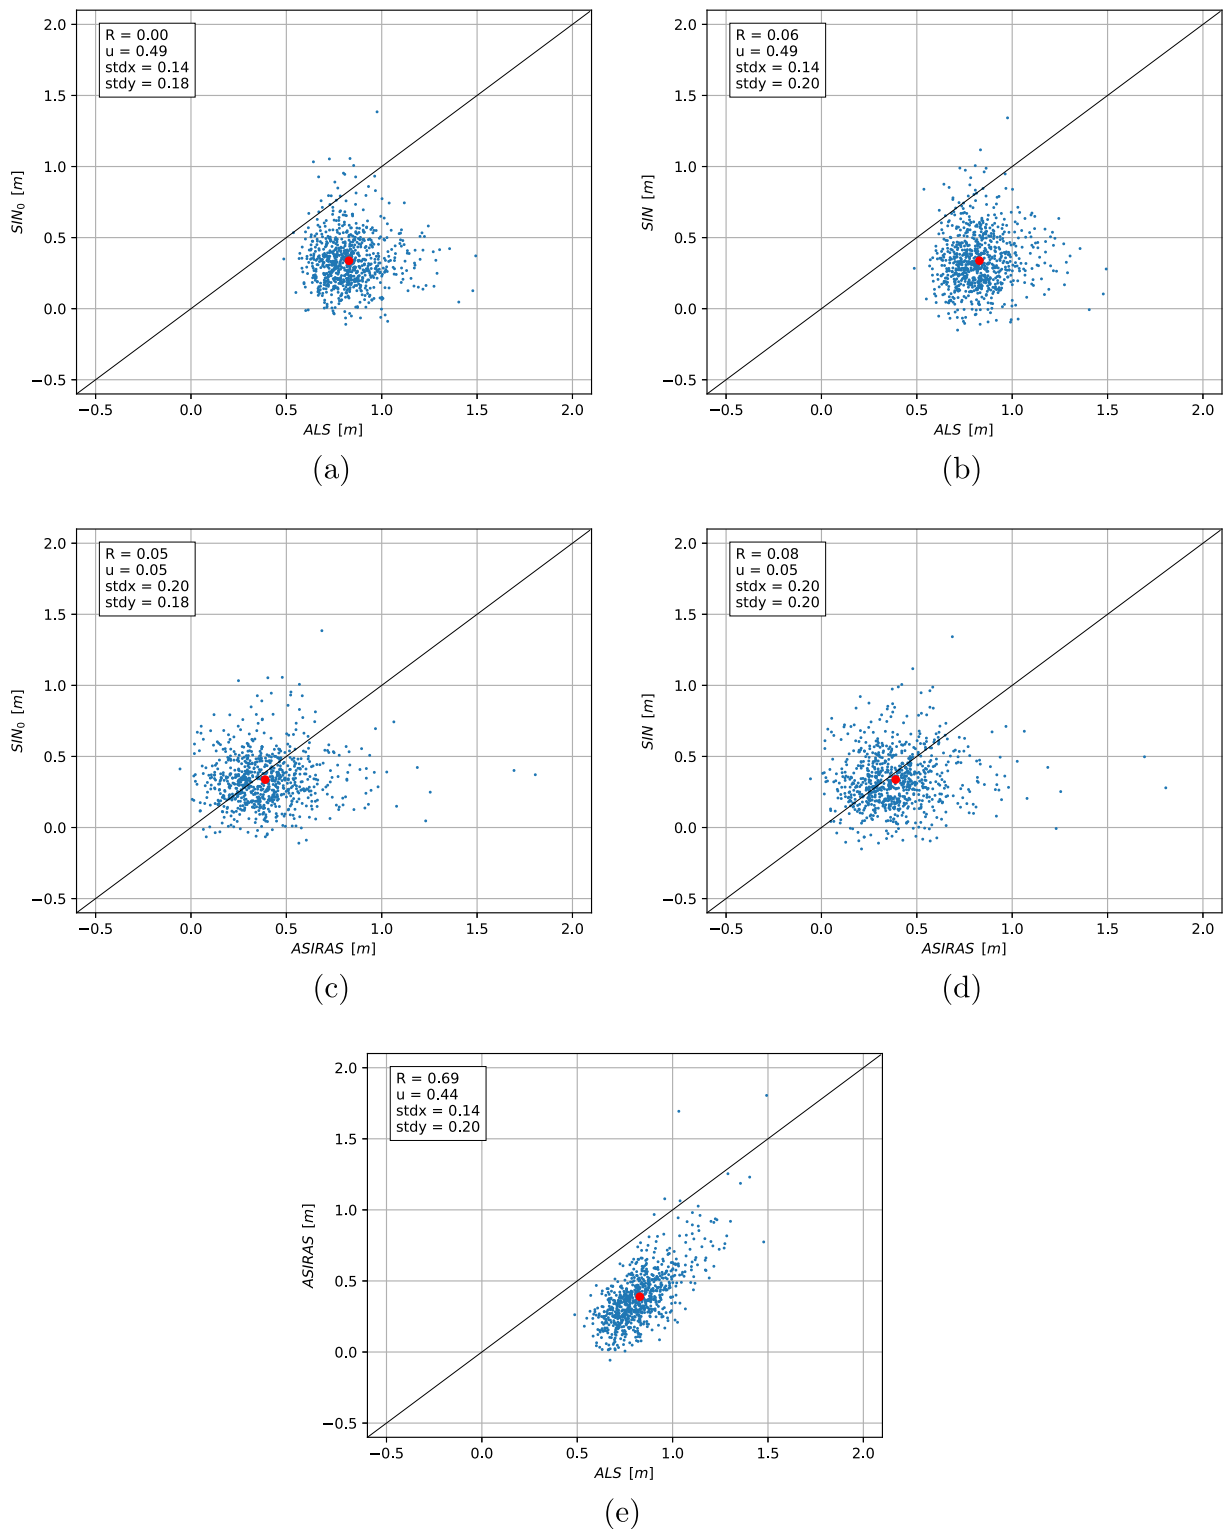 2.0
1.5
1.0
0.5
0.0
−0.5
SIN₀ [m]
R = 0.00
u = 0.49
stdx = 0.14
stdy = 0.18
−0.5 0.0 0.5 1.0 1.5 2.0
ALS [m]
(a)
2.0
1.5
1.0
0.5
0.0
−0.5
SIN [m]
R = 0.06
u = 0.49
stdx = 0.14
stdy = 0.20
−0.5 0.0 0.5 1.0 1.5 2.0
ALS [m]
(b)
2.0
1.5
1.0
0.5
0.0
−0.5
SIN₀ [m]
R = 0.05
u = 0.05
stdx = 0.20
stdy = 0.18
−0.5 0.0 0.5 1.0 1.5 2.0
ASIRAS [m]
(c)
2.0
1.5
1.0
0.5
0.0
−0.5
SIN [m]
R = 0.08
u = 0.05
stdx = 0.20
stdy = 0.20
−0.5 0.0 0.5 1.0 1.5 2.0
ASIRAS [m]
(d)
2.0
1.5
1.0
0.5
0.0
−0.5
ASIRAS [m]
R = 0.69
u = 0.44
stdx = 0.14
stdy = 0.20
−0.5 0.0 0.5 1.0 1.5 2.0
ALS [m]
(e)